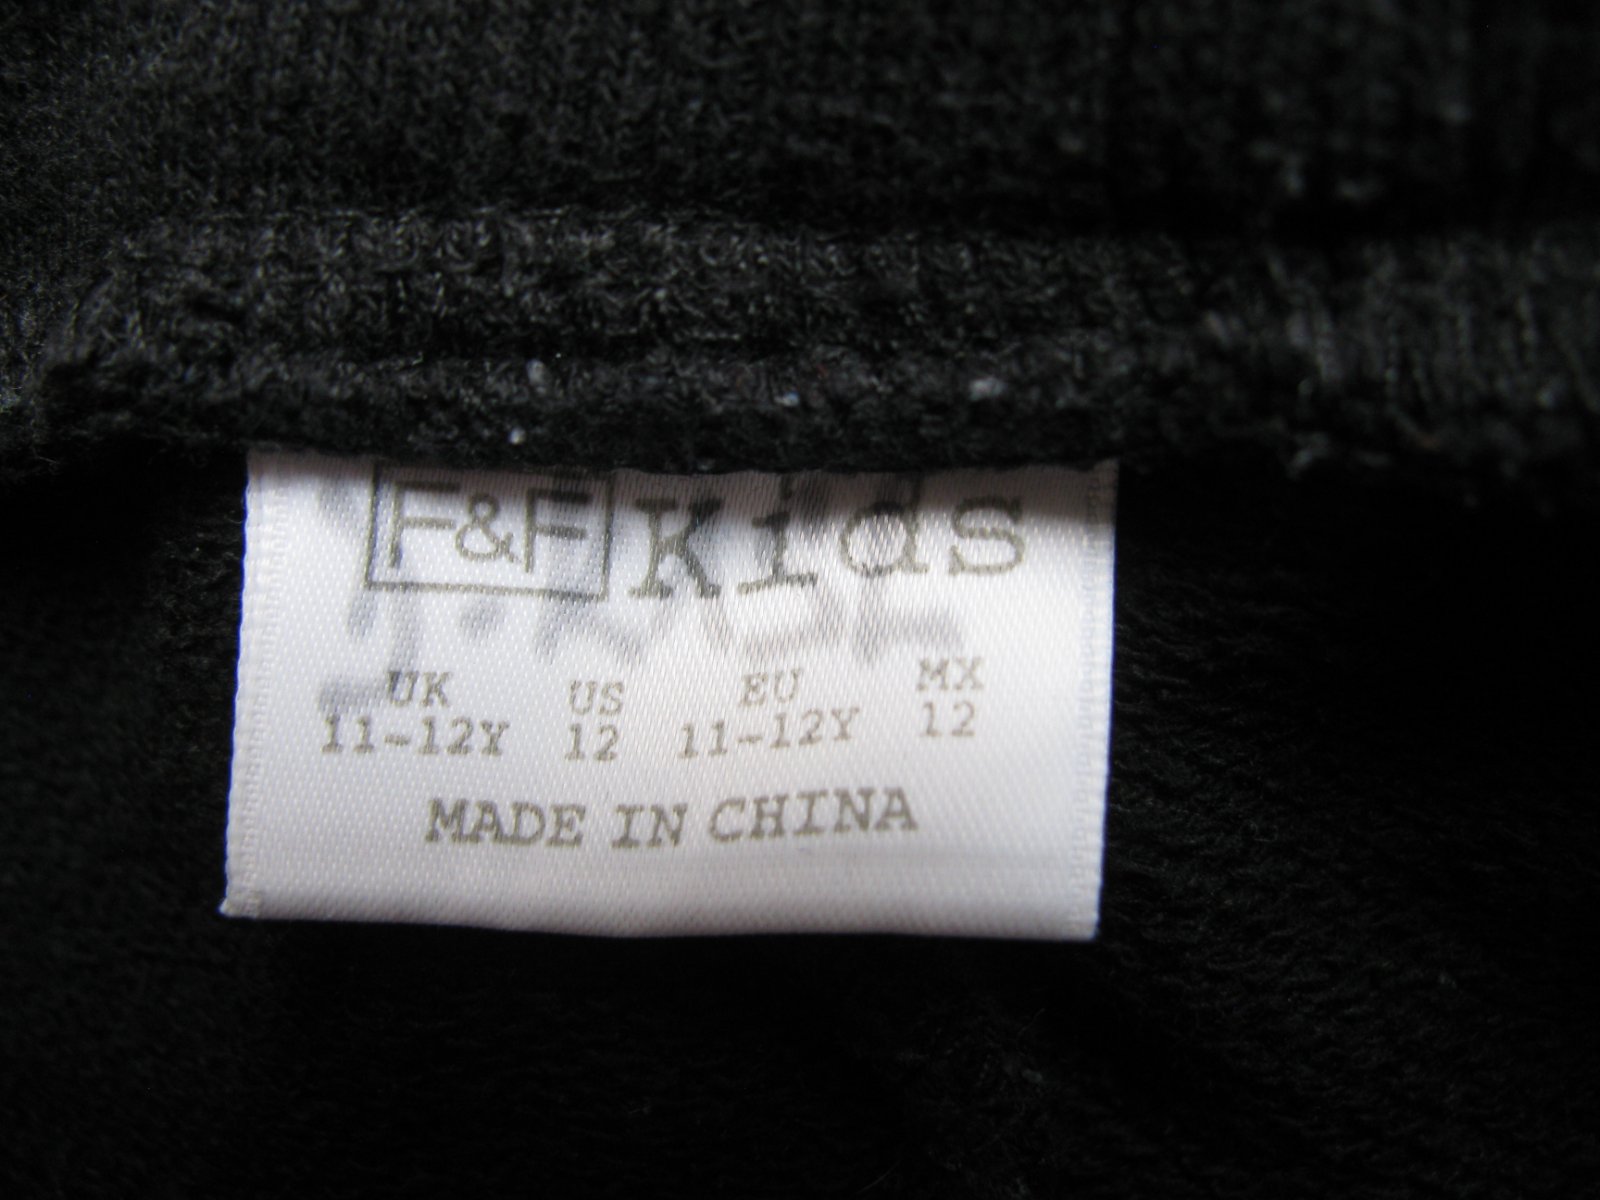 F&F Kids
UK US EU MX
11-12Y 12 11-12Y 12
MADE IN CHINA